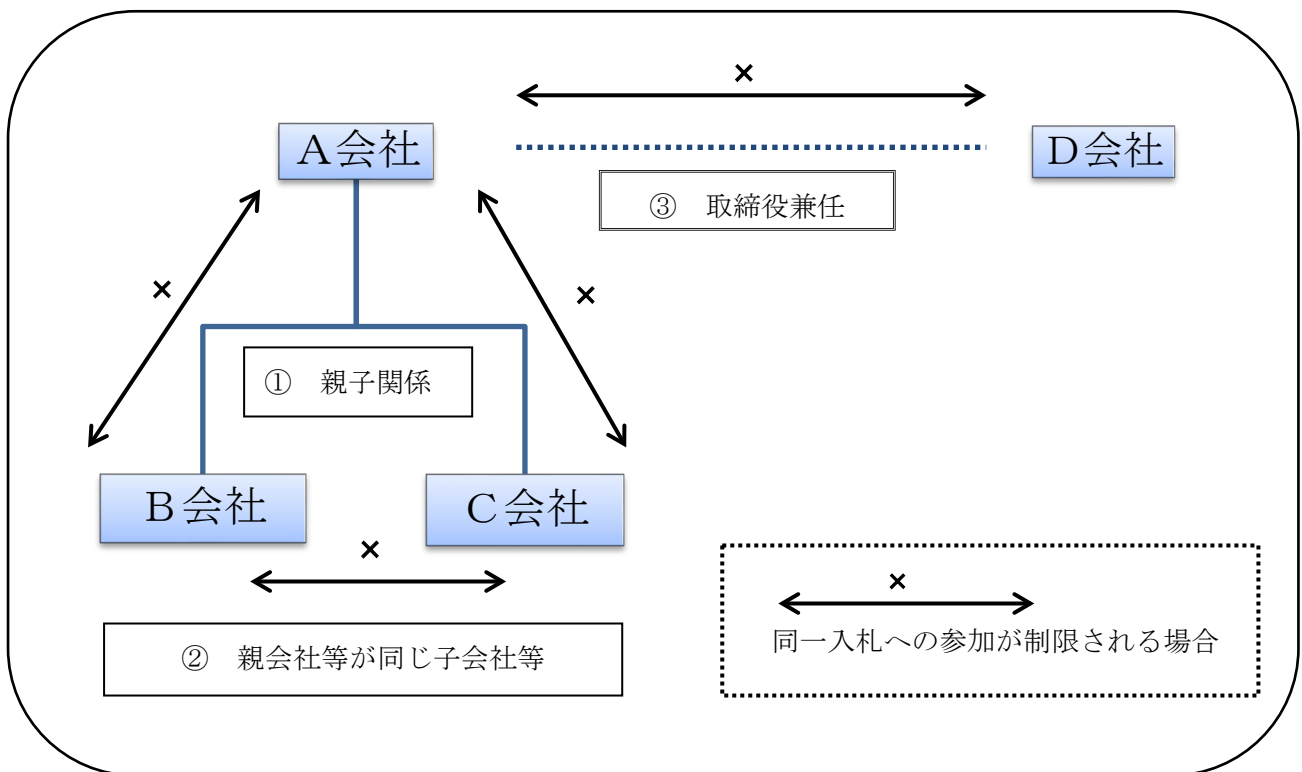 ×
A会社
D会社
③ 取締役兼任
×
×
① 親子関係
B会社
C会社
×
② 親会社等が同じ子会社等
×
同一入札への参加が制限される場合